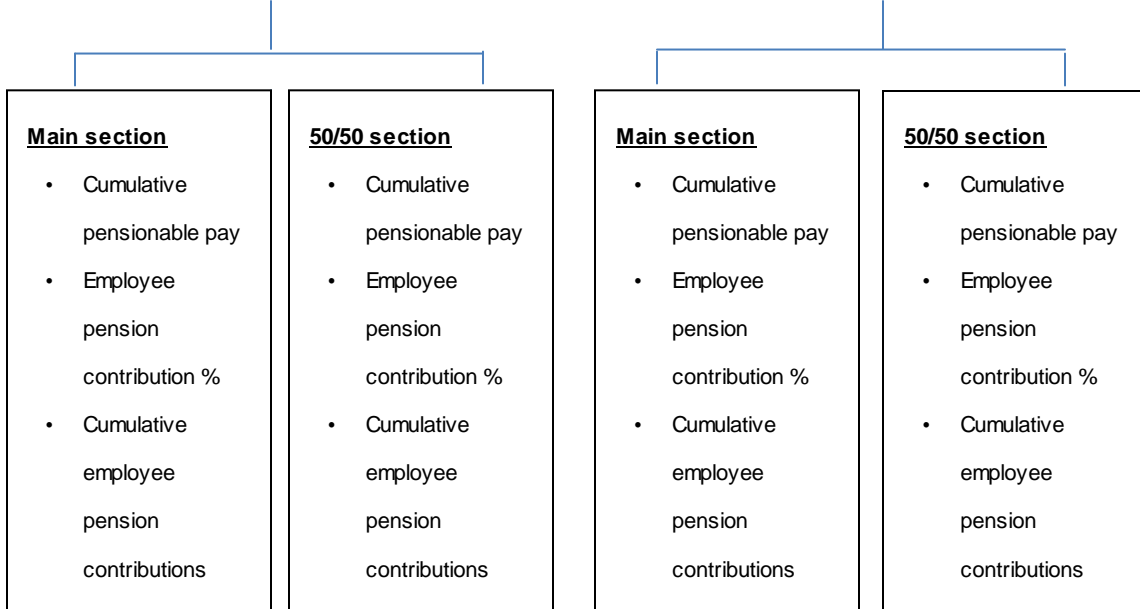 Main section
• Cumulative
pensionable pay
• Employee
pension
contribution %
• Cumulative
employee
pension
contributions
50/50 section
• Cumulative
pensionable pay
• Employee
pension
contribution %
• Cumulative
employee
pension
contributions
Main section
• Cumulative
pensionable pay
• Employee
pension
contribution %
• Cumulative
employee
pension
contributions
50/50 section
• Cumulative
pensionable pay
• Employee
pension
contribution %
• Cumulative
employee
pension
contributions